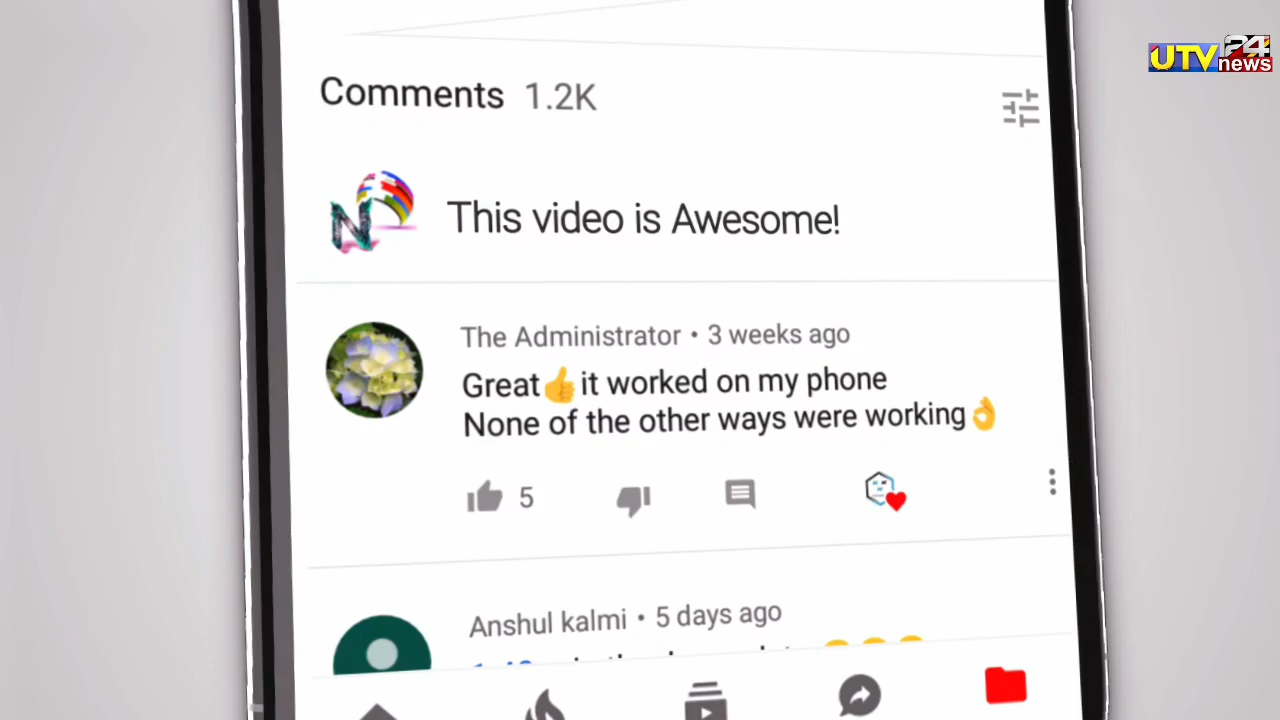 UTV 24 news
Comments 1.2K
N
This video is Awesome!
The Administrator • 3 weeks ago
Great👍it worked on my phone
None of the other ways were working👌
5
Anshul kalmi • 5 days ago